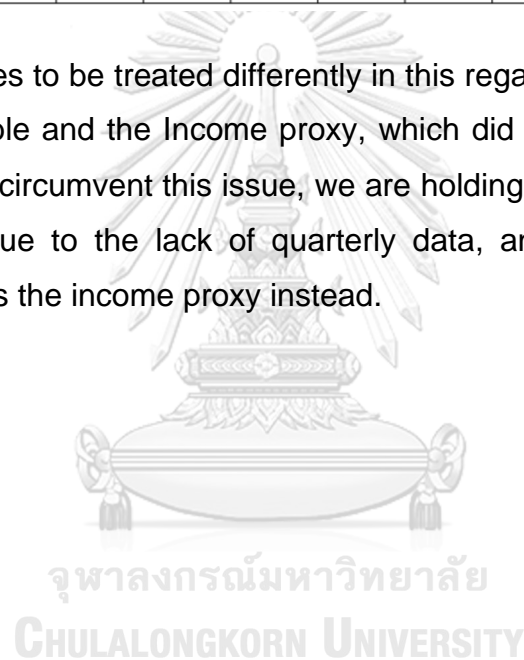 es to be treated differently in this rega
ole and the Income proxy, which did
circumvent this issue, we are holding
ue to the lack of quarterly data, an
s the income proxy instead.
จุฬาลงกรณ์มหาวิทยาลัย
CHULALONGKORN UNIVERSITY